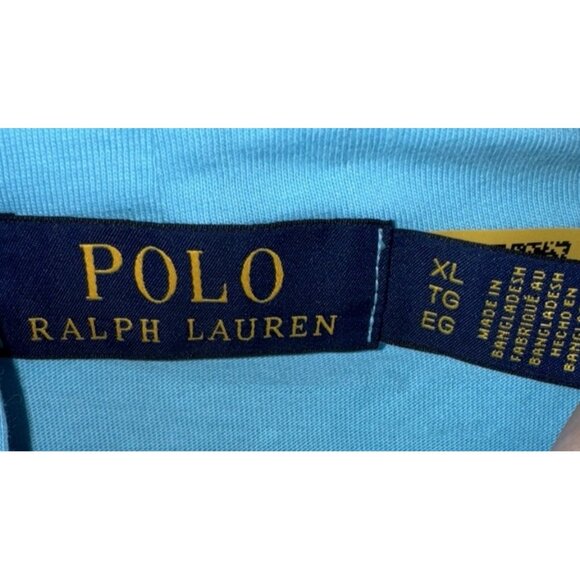 POLO
RALPH LAUREN
XL
TG
EG
MADE IN
BANGLADESH
FABRIQUÉ AU
BANGLADESH
HECHO EN